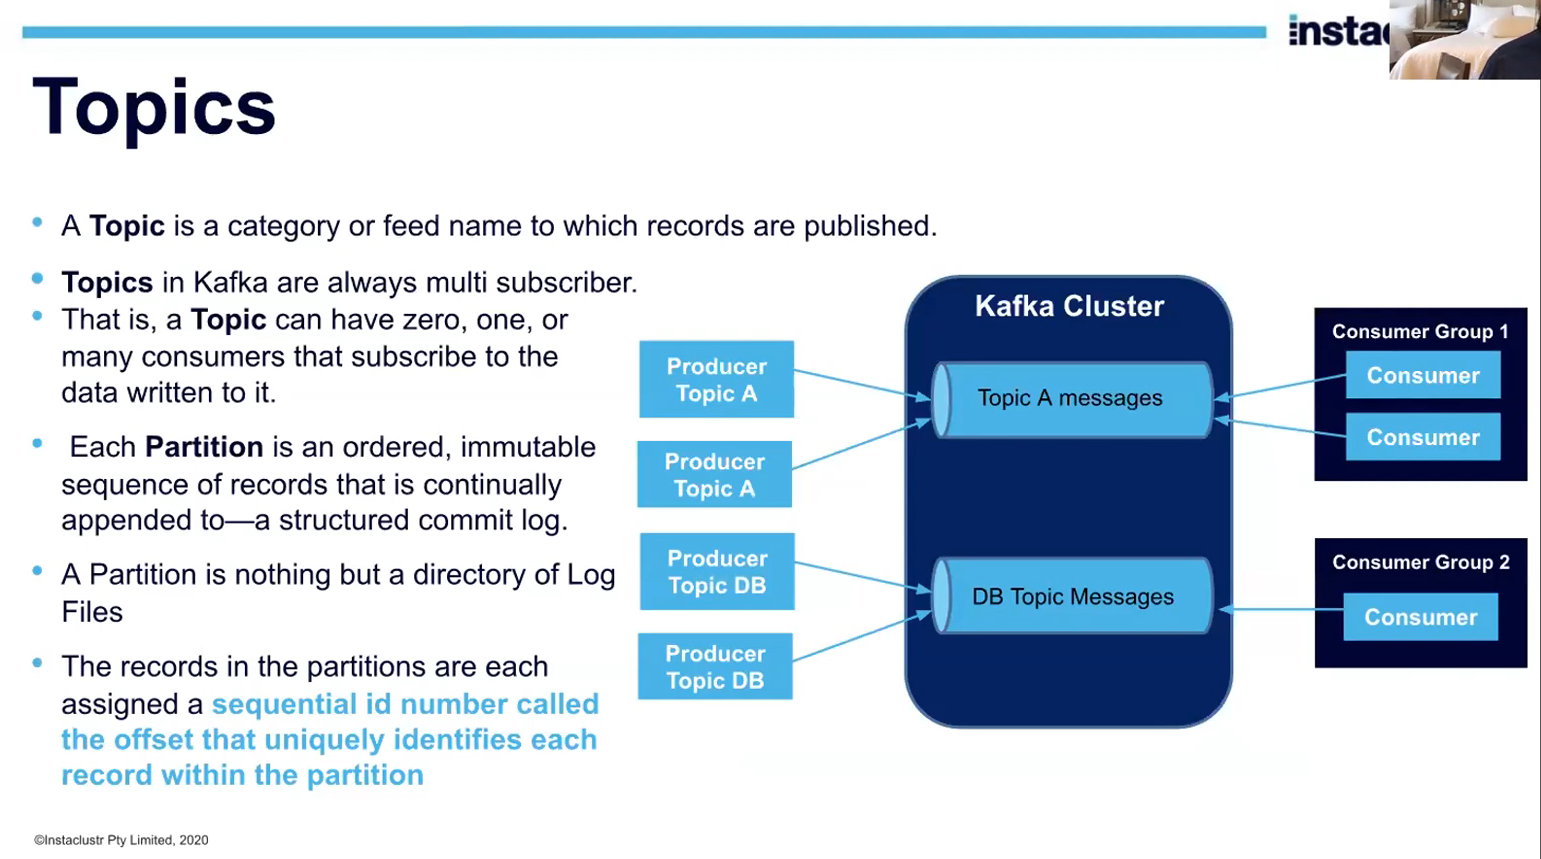 insta
Topics
• A Topic is a category or feed name to which records are published.
• Topics in Kafka are always multi subscriber.
• That is, a Topic can have zero, one, or
many consumers that subscribe to the
data written to it.
• Each Partition is an ordered, immutable
sequence of records that is continually
appended to—a structured commit log.
• A Partition is nothing but a directory of Log
Files
• The records in the partitions are each
assigned a sequential id number called
the offset that uniquely identifies each
record within the partition
Producer
Topic A
Producer
Topic A
Producer
Topic DB
Producer
Topic DB
Kafka Cluster
Topic A messages
DB Topic Messages
Consumer Group 1
Consumer
Consumer
Consumer Group 2
Consumer
©Instaclustr Pty Limited, 2020